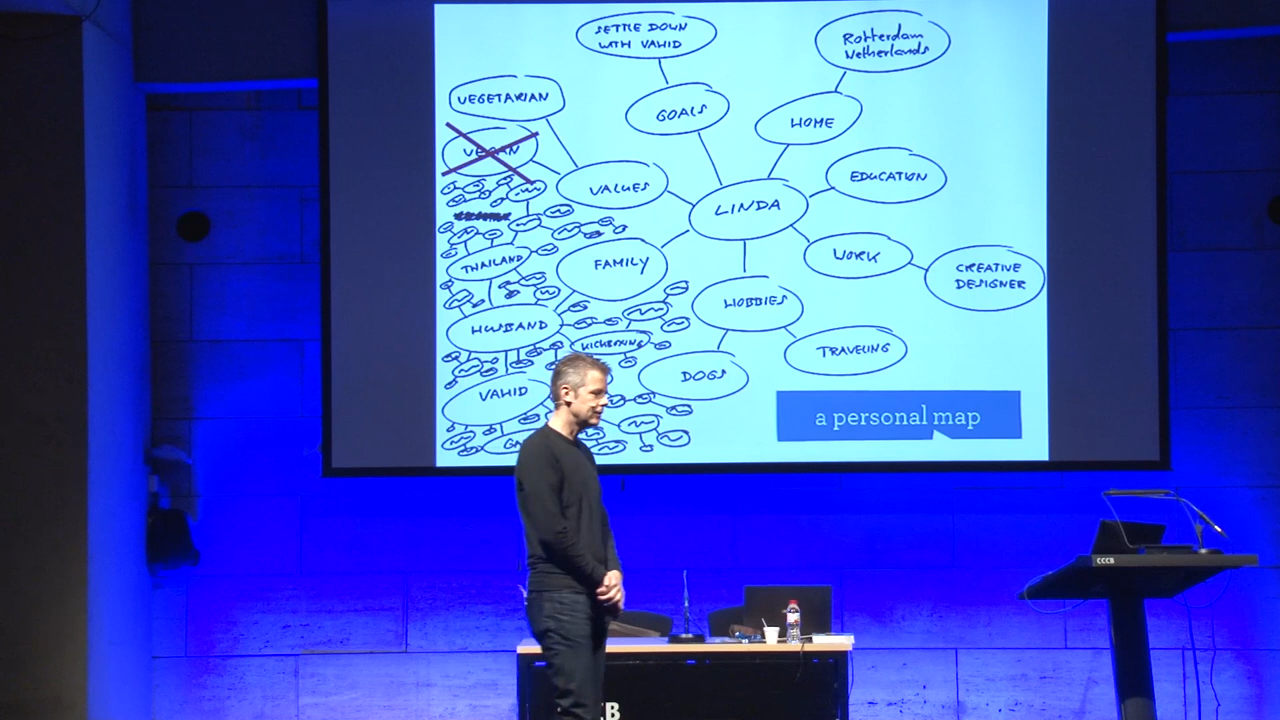 SETTLE DOWN
WITH VAHID
Rotterdam
Netherlands
VEGETARIAN
GOALS
HOME
VEGAN
VALUES
EDUCATION
LINDA
THAILAND
FAMILY
WORK
CREATIVE
DESIGNER
HOBBIES
HUSBAND
KICKBOXING
TRAVELING
DOGS
VAHID
a personal map
CCCB